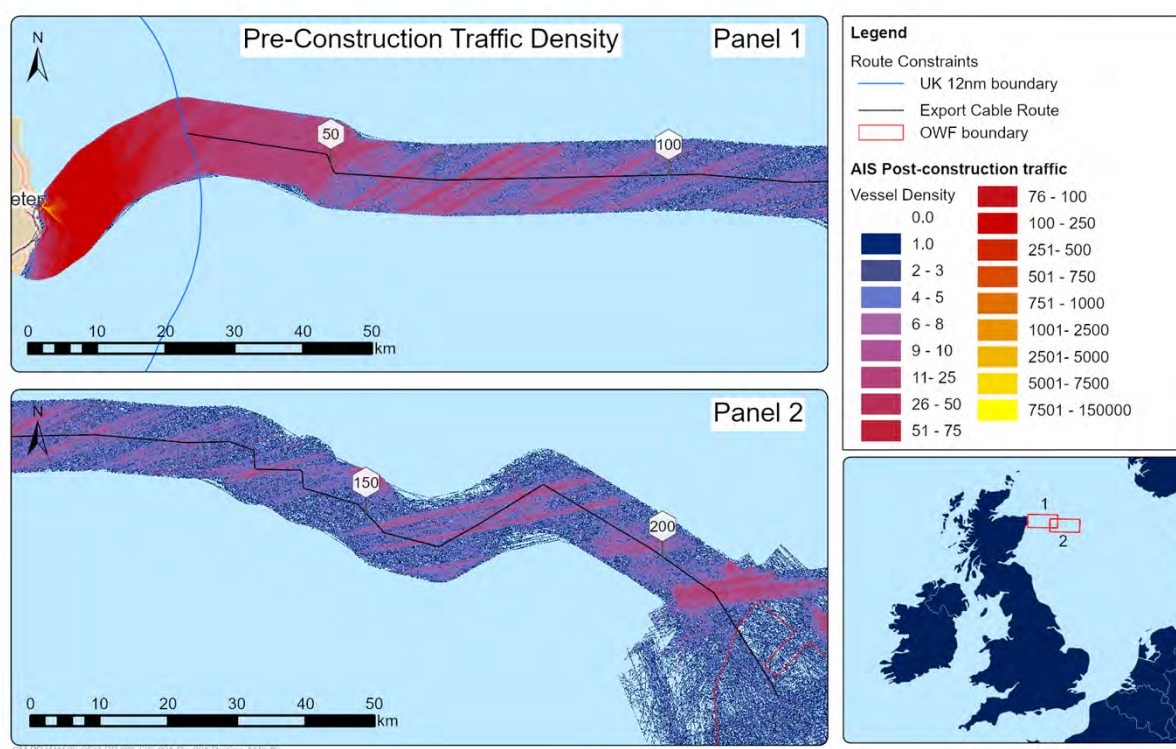 Pre-Construction Traffic Density
Panel 1
N
50
100
eter
0 10 20 30 40 50
km
Panel 2
N
150
200
0 10 20 30 40 50
km
Legend
Route Constraints
UK 12nm boundary
Export Cable Route
OWF boundary
AIS Post-construction traffic
Vessel Density
0.0
1.0
2 - 3
4 - 5
6 - 8
9 - 10
11- 25
26 - 50
51 - 75
76 - 100
100 - 250
251- 500
501 - 750
751 - 1000
1001- 2500
2501- 5000
5001- 7500
7501 - 150000
1
2